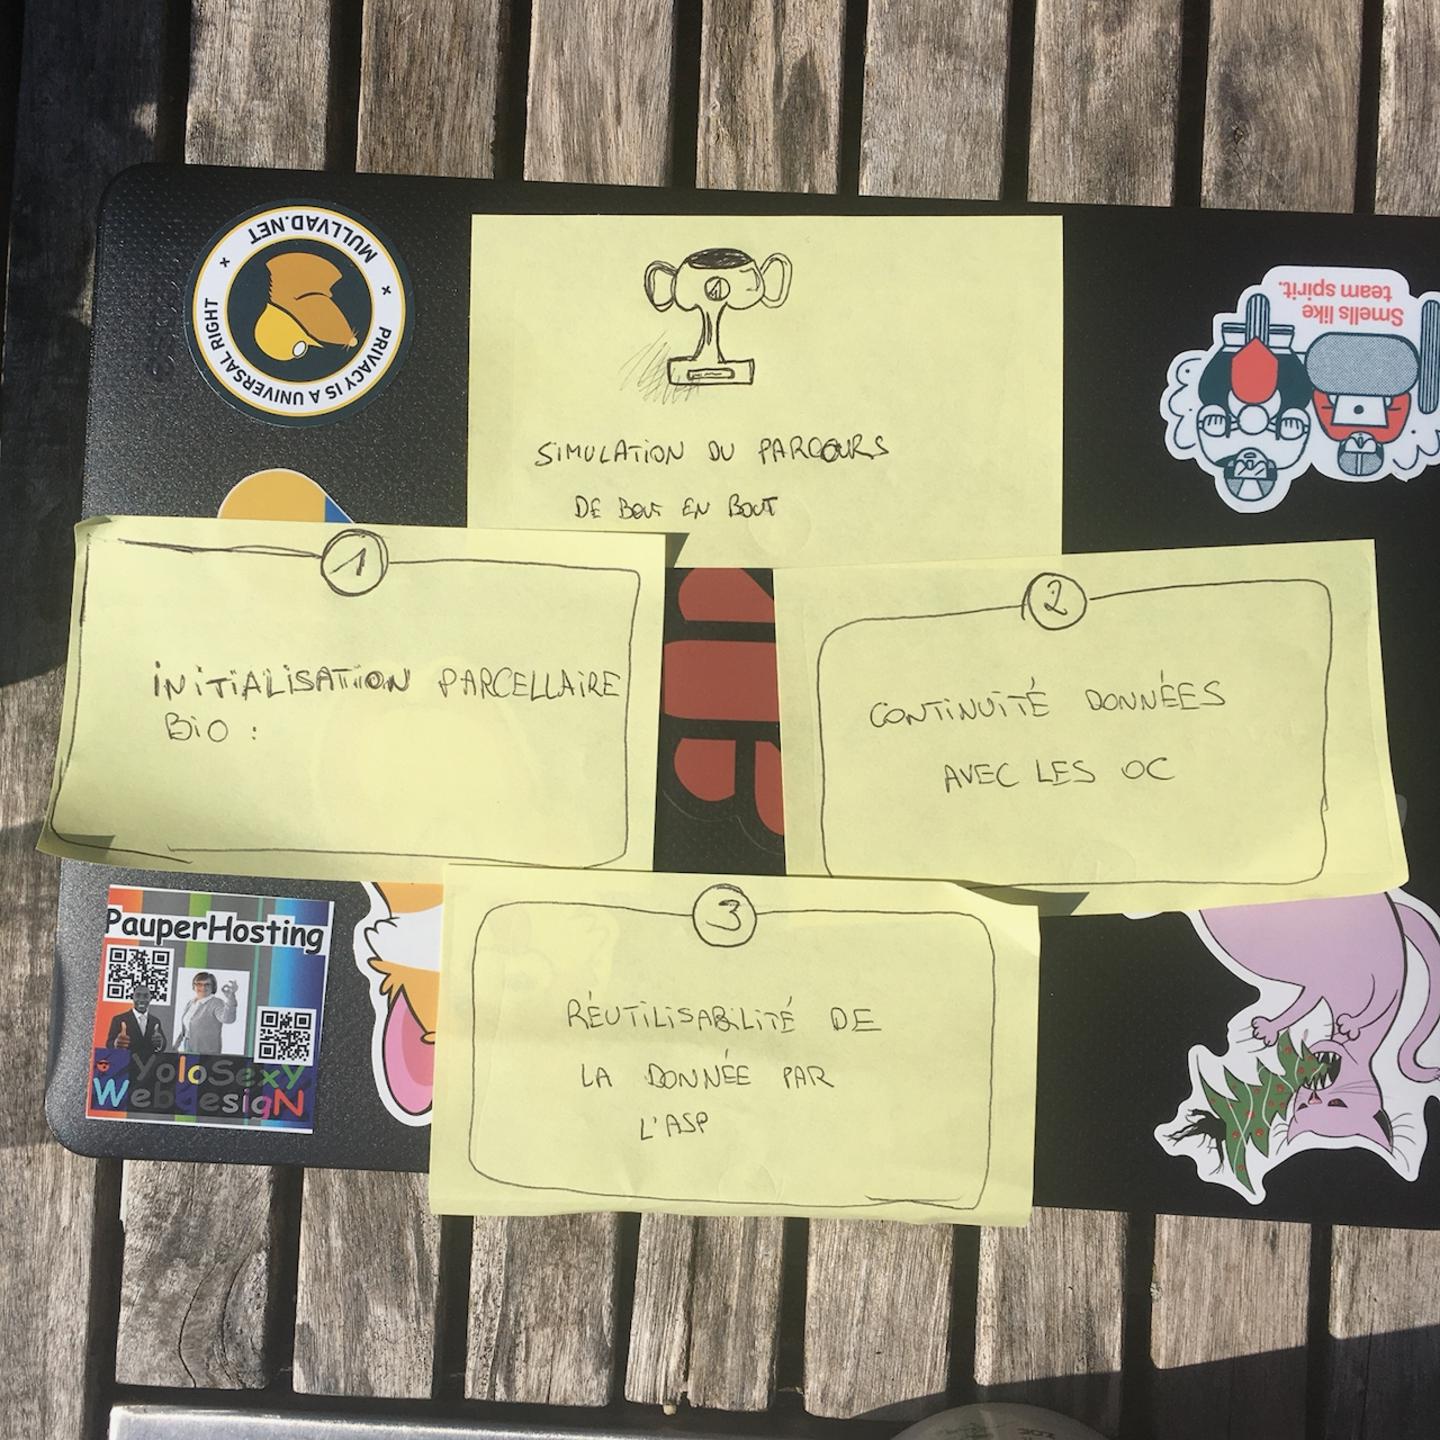 MULLVAD.NET
PRIVACY IS A UNIVERSAL RIGHT
Smells like
team spirit.
SIMULATION DU PARCOURS
DE BOUT EN BOUT
1
INITIALISATION PARCELLAIRE
BIO :
2
CONTINUITÉ DONNÉES
AVEC LES OC
3
RÉUTILISABILITÉ DE
LA DONNÉE PAR
L'ASP
PauperHosting
YoloSexy
WebdesigN